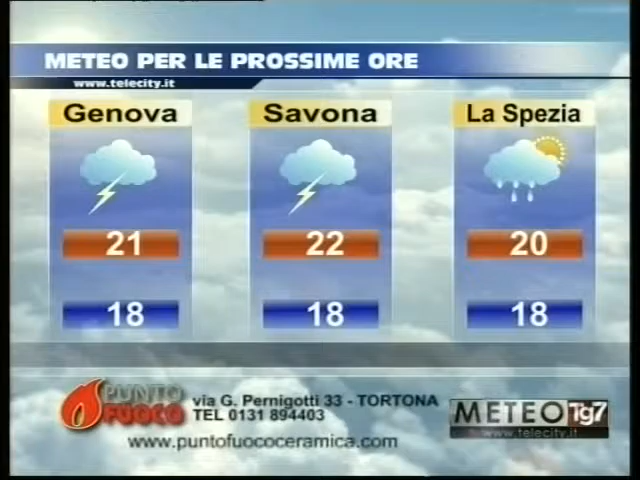 METEO PER LE PROSSIME ORE
www.telecity.it
Genova
Savona
La Spezia
21
22
20
18
18
18
PUNTO
FUOCO
via G. Pernigotti 33 - TORTONA
TEL 0131 894403
www.puntofuococeramica.com
METEO Tg7
www.telecity.it